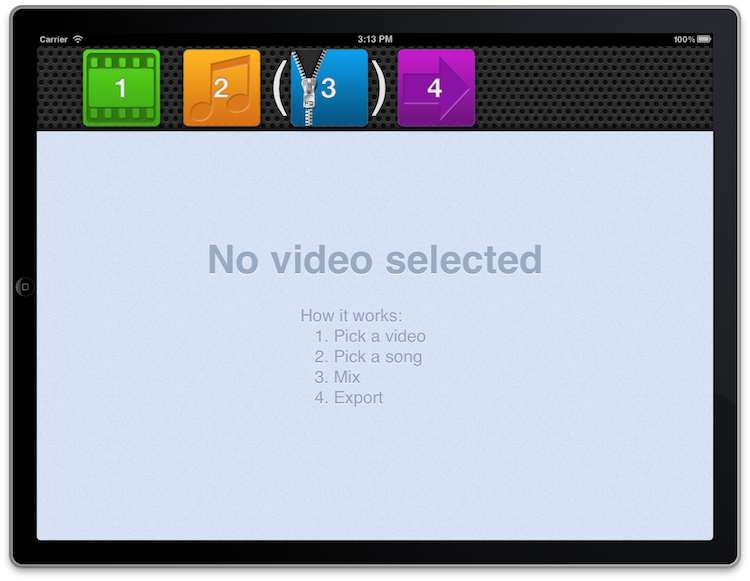 Carrier 3:13 PM 100%
1 2 ( 3 ) 4
No video selected
How it works:
1. Pick a video
2. Pick a song
3. Mix
4. Export